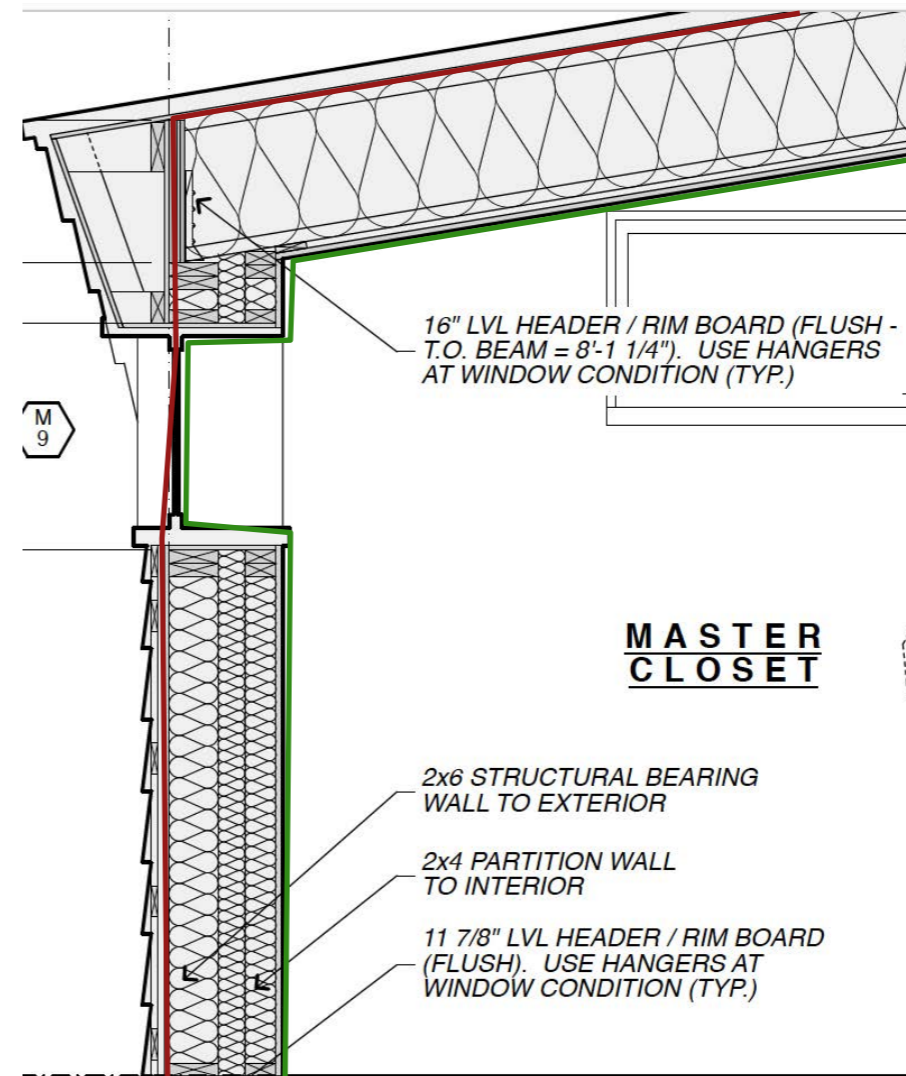 16" LVL HEADER / RIM BOARD (FLUSH -
T.O. BEAM = 8'-1 1/4"). USE HANGERS
AT WINDOW CONDITION (TYP.)
M
9
MASTER
CLOSET
2x6 STRUCTURAL BEARING
WALL TO EXTERIOR
2x4 PARTITION WALL
TO INTERIOR
11 7/8" LVL HEADER / RIM BOARD
(FLUSH). USE HANGERS AT
WINDOW CONDITION (TYP.)